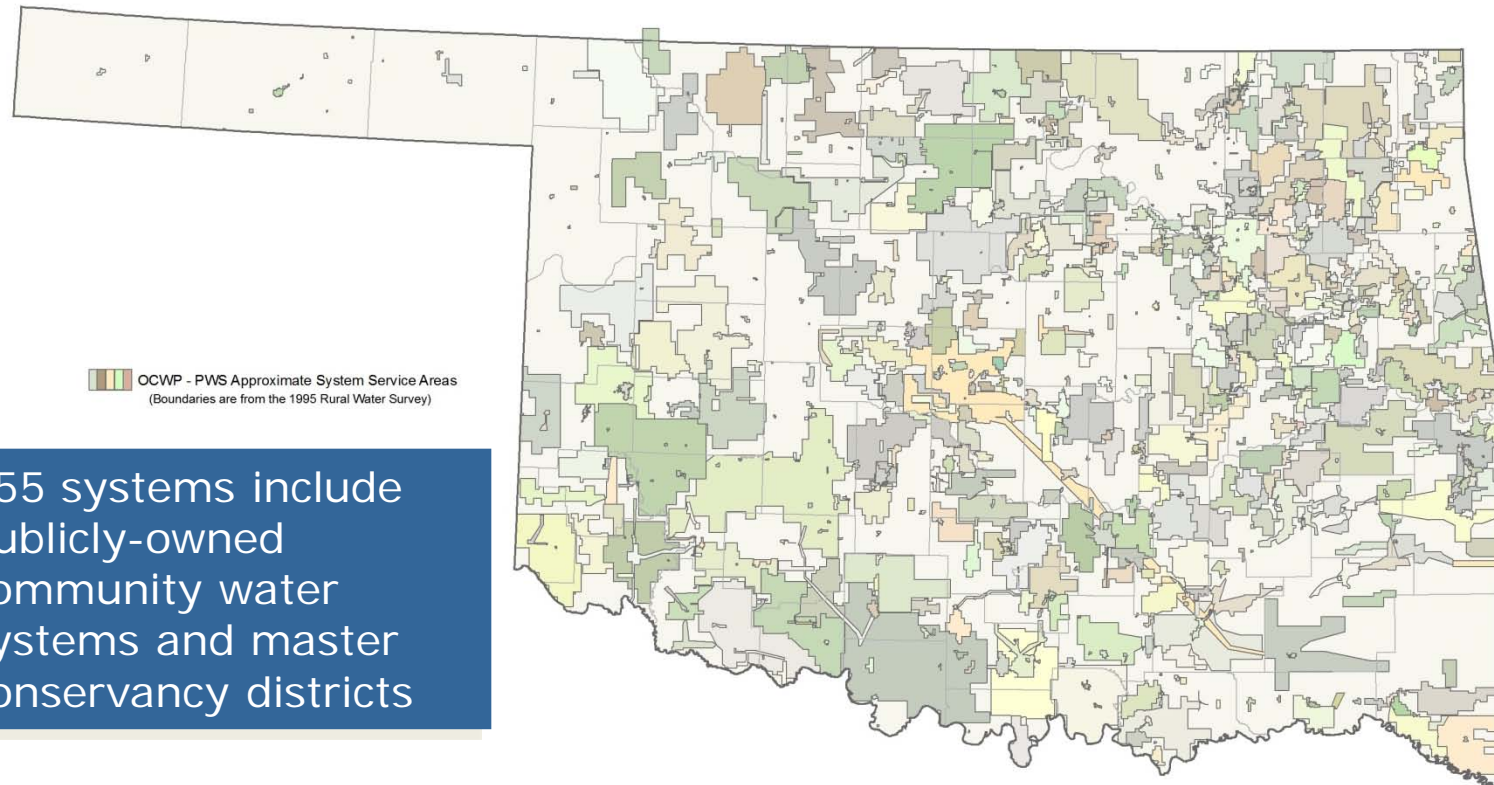 OCWP - PWS Approximate System Service Areas
(Boundaries are from the 1995 Rural Water Survey)
55 systems include
ublicly-owned
ommunity water
ystems and master
onservancy districts